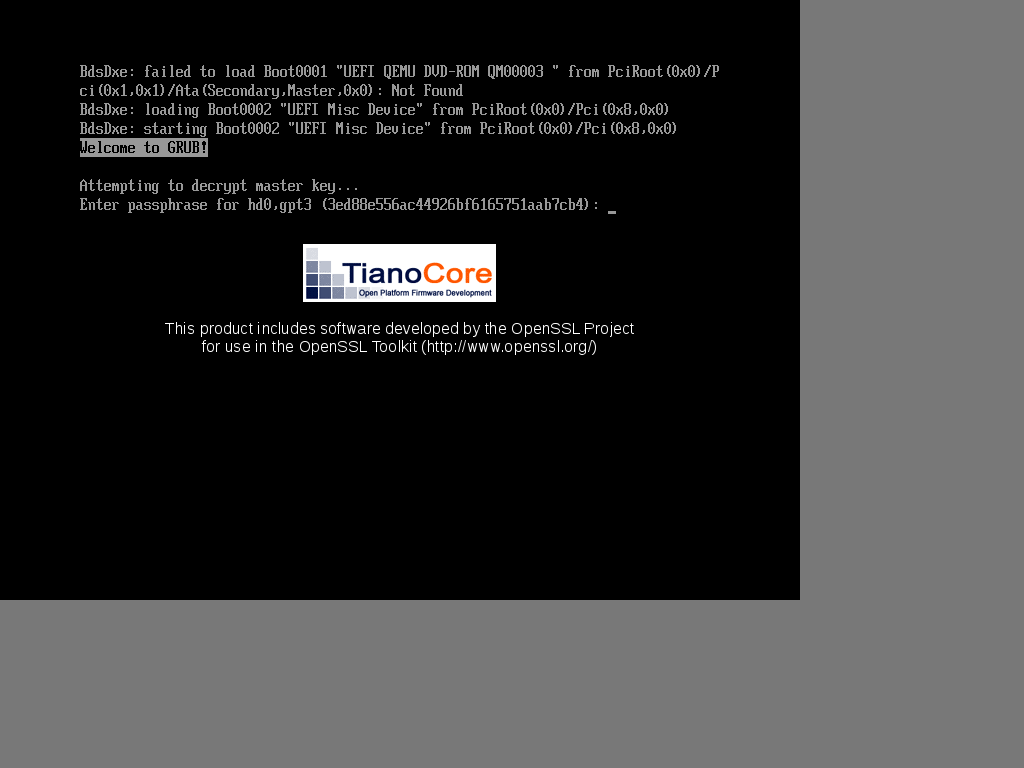 BdsDxe: failed to load Boot0001 "UEFI QEMU DVD-ROM QM00003 " from PciRoot(0x0)/P
ci(0x1,0x1)/Ata(Secondary,Master,0x0): Not Found
BdsDxe: loading Boot0002 "UEFI Misc Device" from PciRoot(0x0)/Pci(0x8,0x0)
BdsDxe: starting Boot0002 "UEFI Misc Device" from PciRoot(0x0)/Pci(0x8,0x0)
Welcome to GRUB!
Attempting to decrypt master key...
Enter passphrase for hd0,gpt3 (3ed88e556ac44926bf6165751aab7cb4): _
TianoCore
Open Platform Firmware Development
This product includes software developed by the OpenSSL Project
for use in the OpenSSL Toolkit (http://www.openssl.org/)